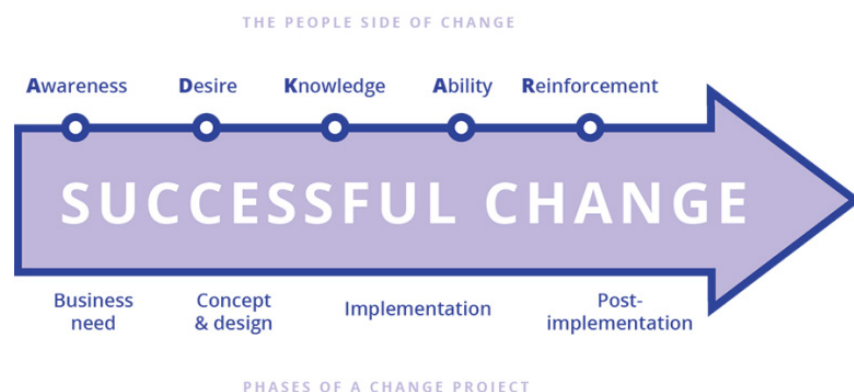 THE PEOPLE SIDE OF CHANGE
Awareness Desire Knowledge Ability Reinforcement
SUCCESSFUL CHANGE
Business need
Concept & design
Implementation
Post-implementation
PHASES OF A CHANGE PROJECT